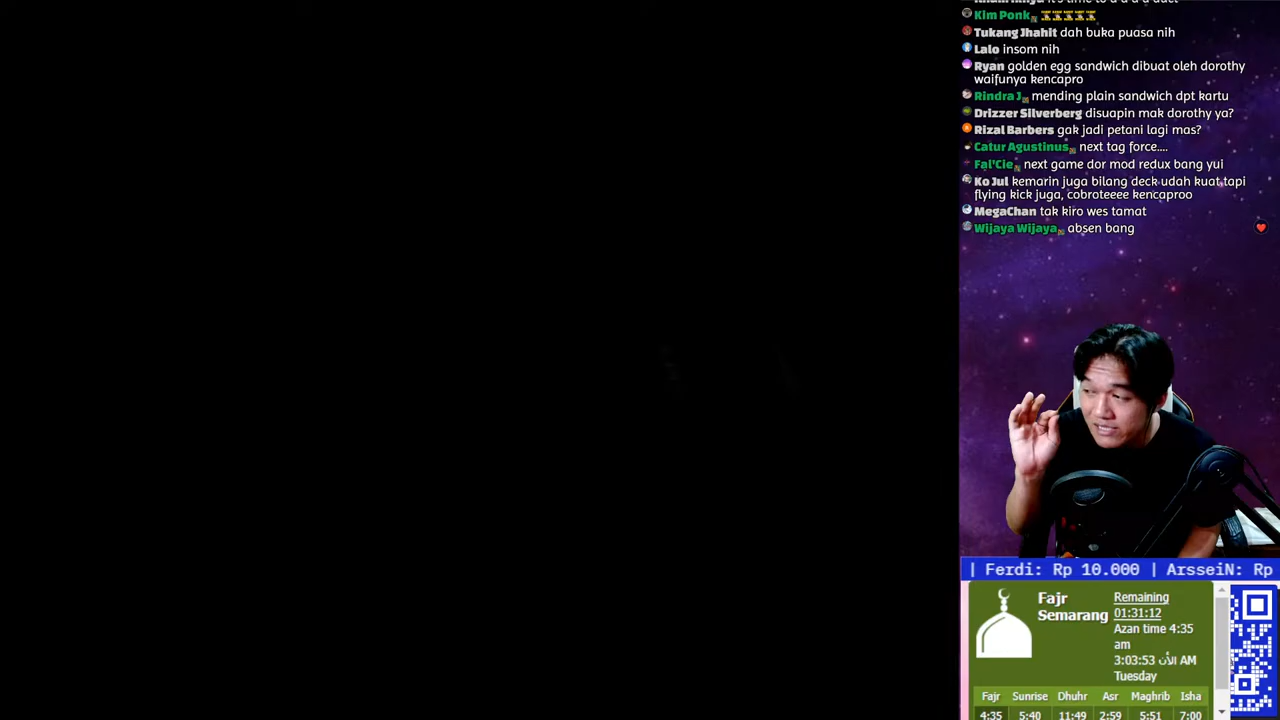 Kim Ponk
Tukang Jhahit dah buka puasa nih
Lalo insom nih
Ryan golden egg sandwich dibuat oleh dorothy
waifunya kencapro
Rindra J mending plain sandwich dpt kartu
Drizzer Silverberg disuapin mak dorothy ya?
Rizal Barbers gak jadi petani lagi mas?
Catur Agustinus next tag force....
Fal'Cie next game dor mod redux bang yui
Ko Jul kemarin juga bilang deck udah kuat tapi
flying kick juga, cobroteeee kencaproo
MegaChan tak kiro wes tamat
Wijaya Wijaya absen bang
| Ferdi: Rp 10.000 | ArsseiN: Rp
Fajr
Semarang
Remaining
01:31:12
Azan time 4:35
am
3:03:53 الآن AM
Tuesday
Fajr Sunrise Dhuhr Asr Maghrib Isha
4:35 5:40 11:49 2:59 5:51 7:00